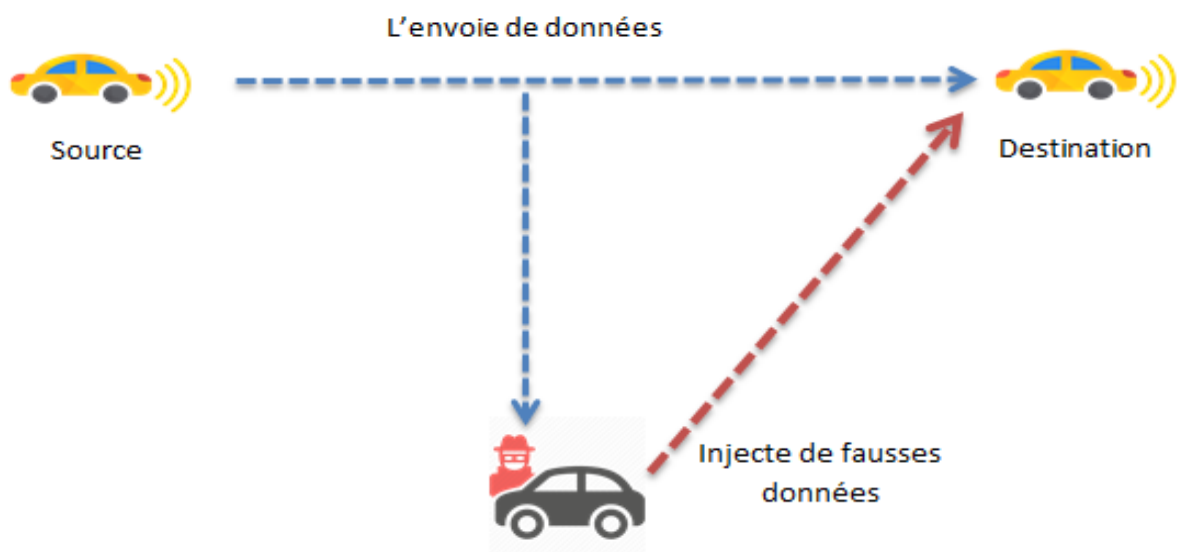 L'envoie de données
Source
Destination
Injecte de fausses
données